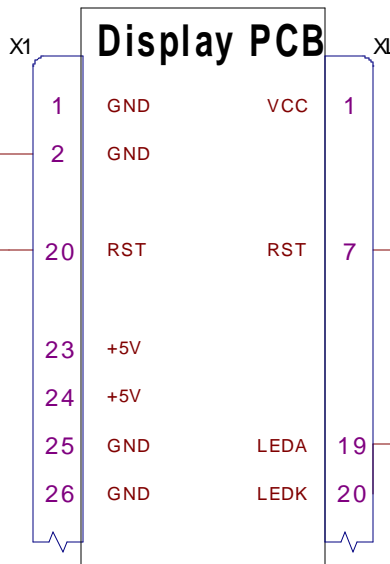 X1 Display PCB
1 GND VCC 1
2 GND
20 RST RST 7
23 +5V
24 +5V
25 GND LEDA 19
26 GND LEDK 20